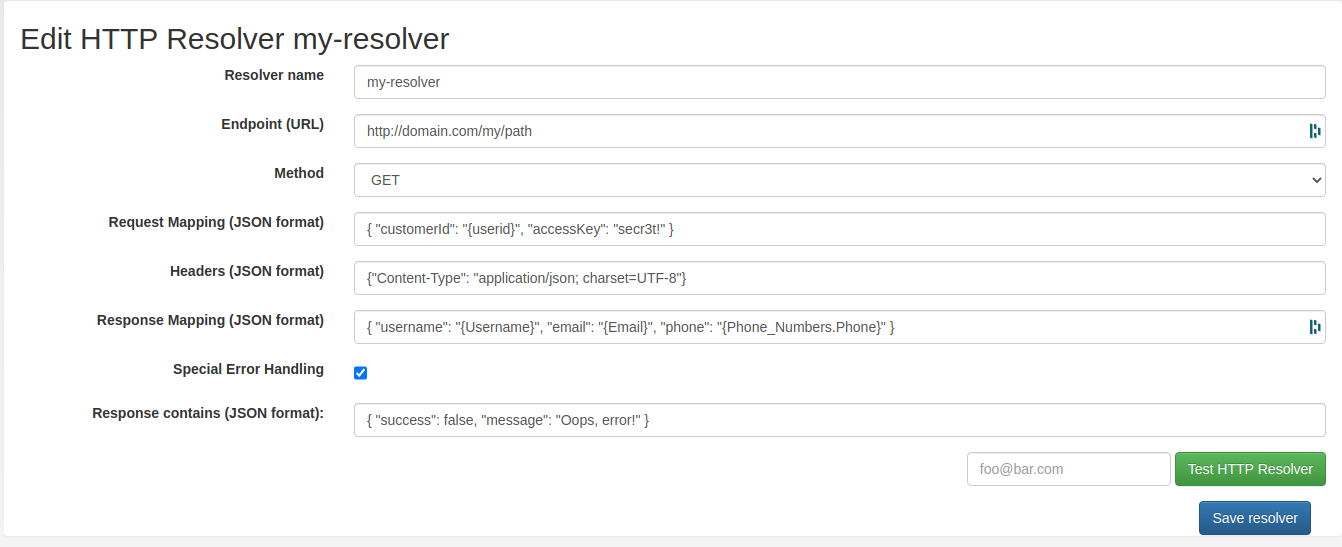 Edit HTTP Resolver my-resolver
Resolver name
my-resolver
Endpoint (URL)
http://domain.com/my/path
Method
GET
Request Mapping (JSON format)
{ "customerId": "{userid}", "accessKey": "secr3t!" }
Headers (JSON format)
{"Content-Type": "application/json; charset=UTF-8"}
Response Mapping (JSON format)
{ "username": "{Username}", "email": "{Email}", "phone": "{Phone_Numbers.Phone}" }
Special Error Handling
Response contains (JSON format):
{ "success": false, "message": "Oops, error!" }
foo@bar.com
Test HTTP Resolver
Save resolver